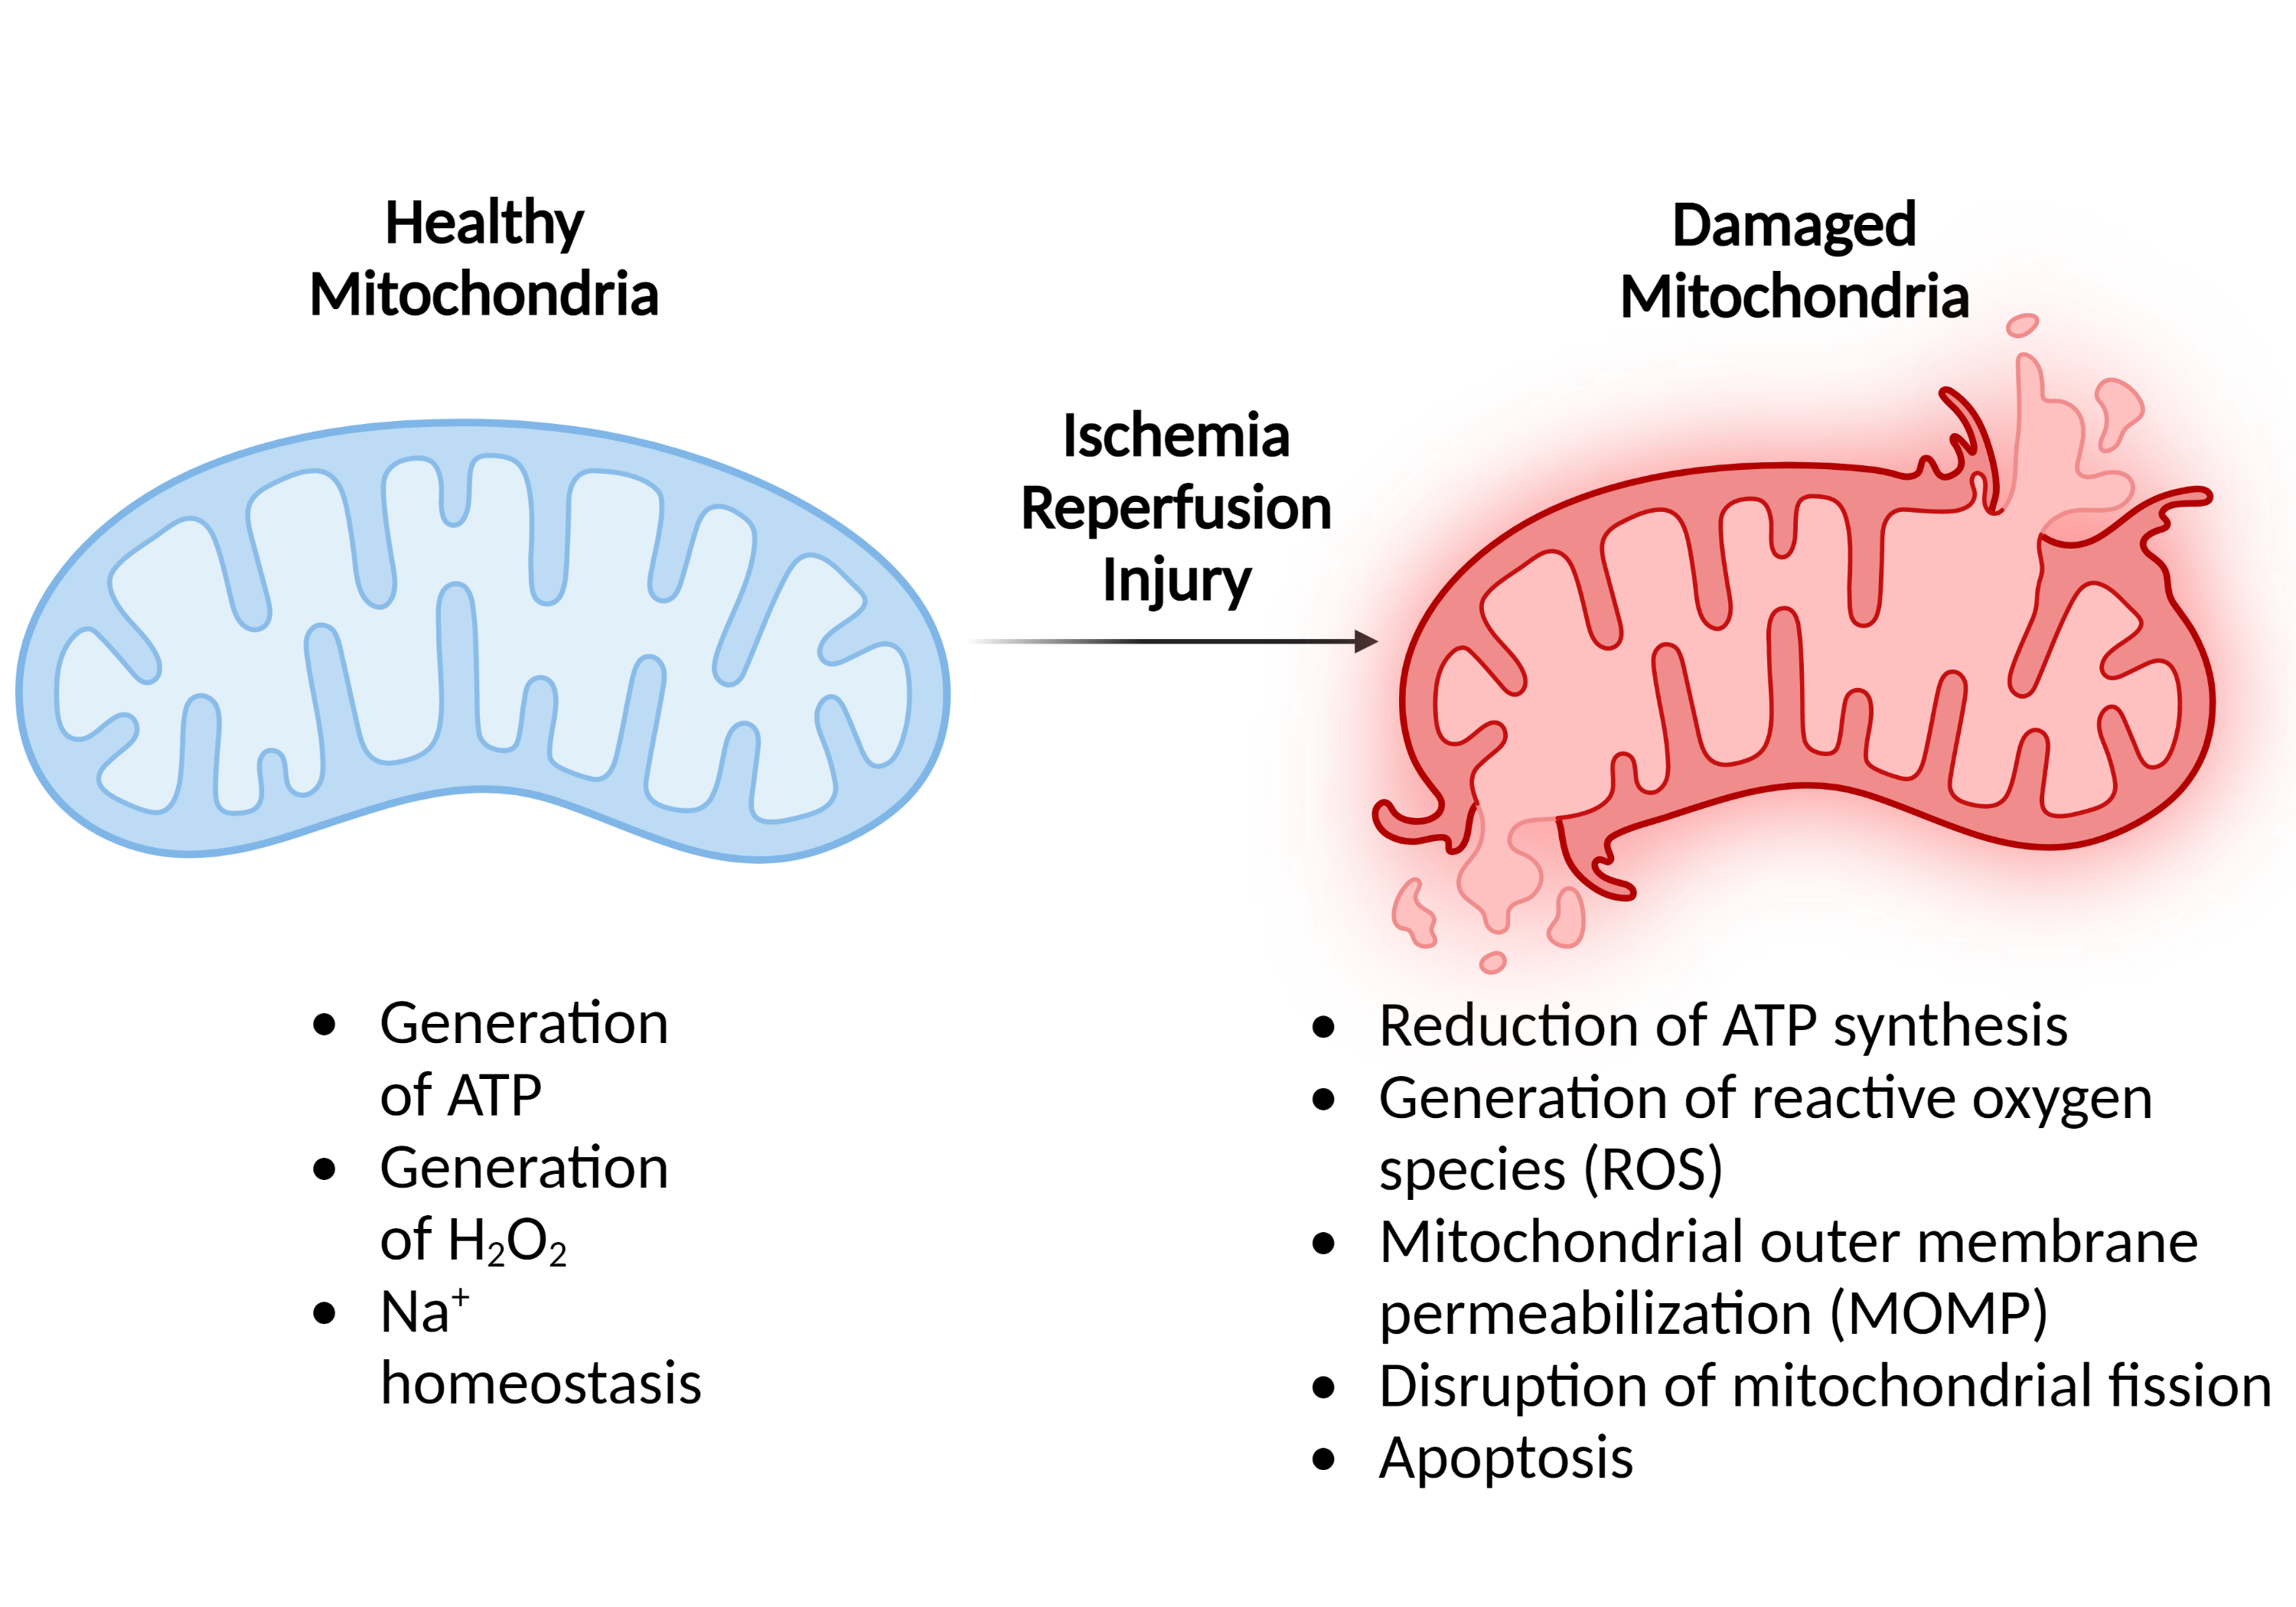 Healthy
Mitochondria
Ischemia
Reperfusion
Injury
Damaged
Mitochondria
• Generation
of ATP
• Generation
of H₂O₂
• Na⁺
homeostasis
• Reduction of ATP synthesis
• Generation of reactive oxygen
species (ROS)
• Mitochondrial outer membrane
permeabilization (MOMP)
• Disruption of mitochondrial fission
• Apoptosis